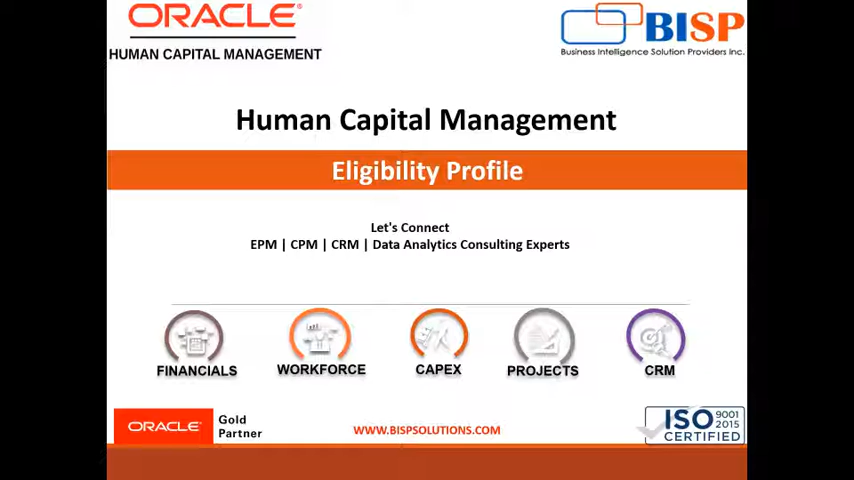 ORACLE®
HUMAN CAPITAL MANAGEMENT
BISP
Business Intelligence Solution Providers Inc.
Human Capital Management
Eligibility Profile
Let's Connect
EPM | CPM | CRM | Data Analytics Consulting Experts
FINANCIALS
WORKFORCE
CAPEX
PROJECTS
CRM
ORACLE®
Gold
Partner
WWW.BISPSOLUTIONS.COM
ISO 9001
2015
CERTIFIED